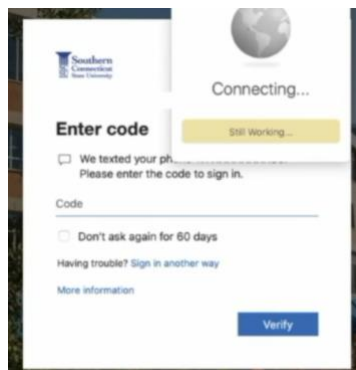 Southern
Connecticut
State University
Connecting...
Still Working...
Enter code
We texted your
Please enter the code to sign in.
Code
Don't ask again for 60 days
Having trouble? Sign in another way
More information
Verify